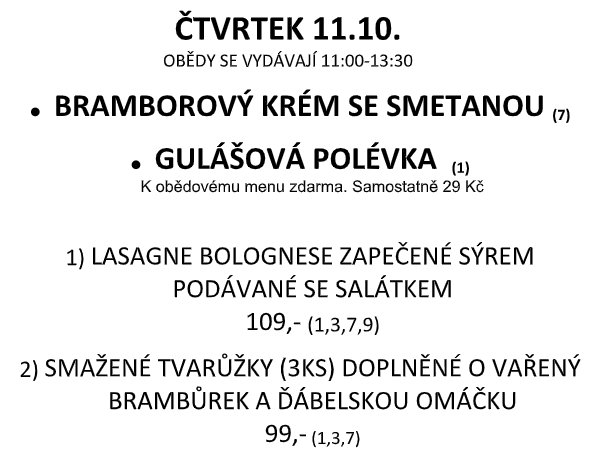 ČTVRTEK 11.10.
OBĚDY SE VYDÁVAJÍ 11:00-13:30
• BRAMBOROVÝ KRÉM SE SMETANOU (7)
• GULÁŠOVÁ POLÉVKA (1)
K obědovému menu zdarma. Samostatně 29 Kč
1) LASAGNE BOLOGNESE ZAPEČENÉ SÝREM
PODÁVANÉ SE SALÁTKEM
109,- (1,3,7,9)
2) SMAŽENÉ TVARŮŽKY (3KS) DOPLNĚNÉ O VAŘENÝ
BRAMBŮREK A ĎÁBELSKOU OMÁČKU
99,- (1,3,7)